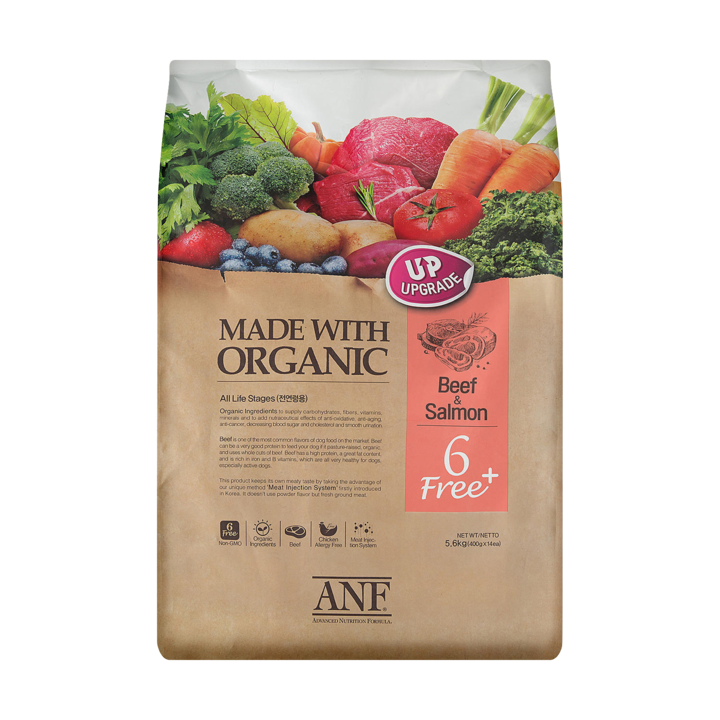 UP
UPGRADE
MADE WITH
ORGANIC
All Life Stages (전연령용)
Organic Ingredients to supply carbohydrates, fibers, vitamins,
minerals and to add nutraceutical effects of anti-oxidative, anti-aging,
anti-cancer, decreasing blood sugar and cholesterol and smooth urination.
Beef is one of the most common flavors of dog food on the market. Beef
can be a very good protein to feed your dog if it pasture-raised, organic,
and uses whole cuts of beef. Beef has a high protein, a great fat content,
and is rich in iron and B vitamins, which are all very healthy for dogs,
especially active dogs.
This product keeps its own meaty taste by taking the advantage of
our unique method 'Meat Injection System' firstly introduced
in Korea. It doesn't use powder flavor but fresh ground meat.
Beef
&
Salmon
6
Free+
6
Free
Non-GMO
Organic
Ingredients
Beef
Chicken
Allergy Free
Meat Injec-
tion System
NET WT/NETTO
5.6kg(400gx14ea)
ANF®
ADVANCED NUTRITION FORMULA.